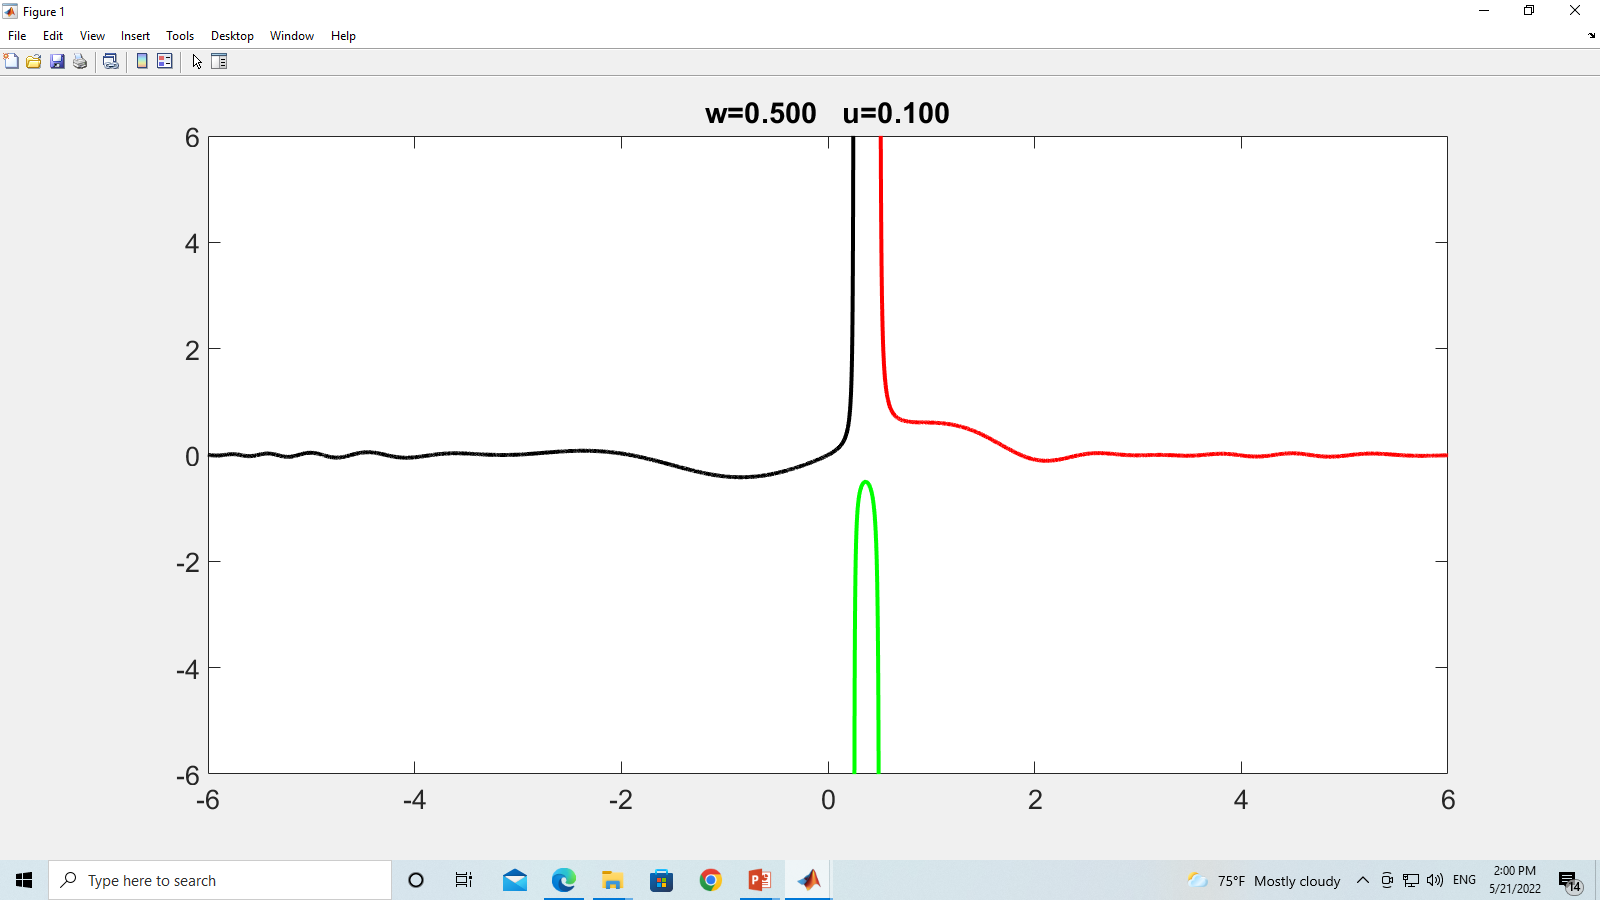 Figure 1
File Edit View Insert Tools Desktop Window Help
w=0.500 u=0.100
6
4
2
0
-2
-4
-6
-6 -4 -2 0 2 4 6
Type here to search
75°F Mostly cloudy
ENG
2:00 PM
5/21/2022
14